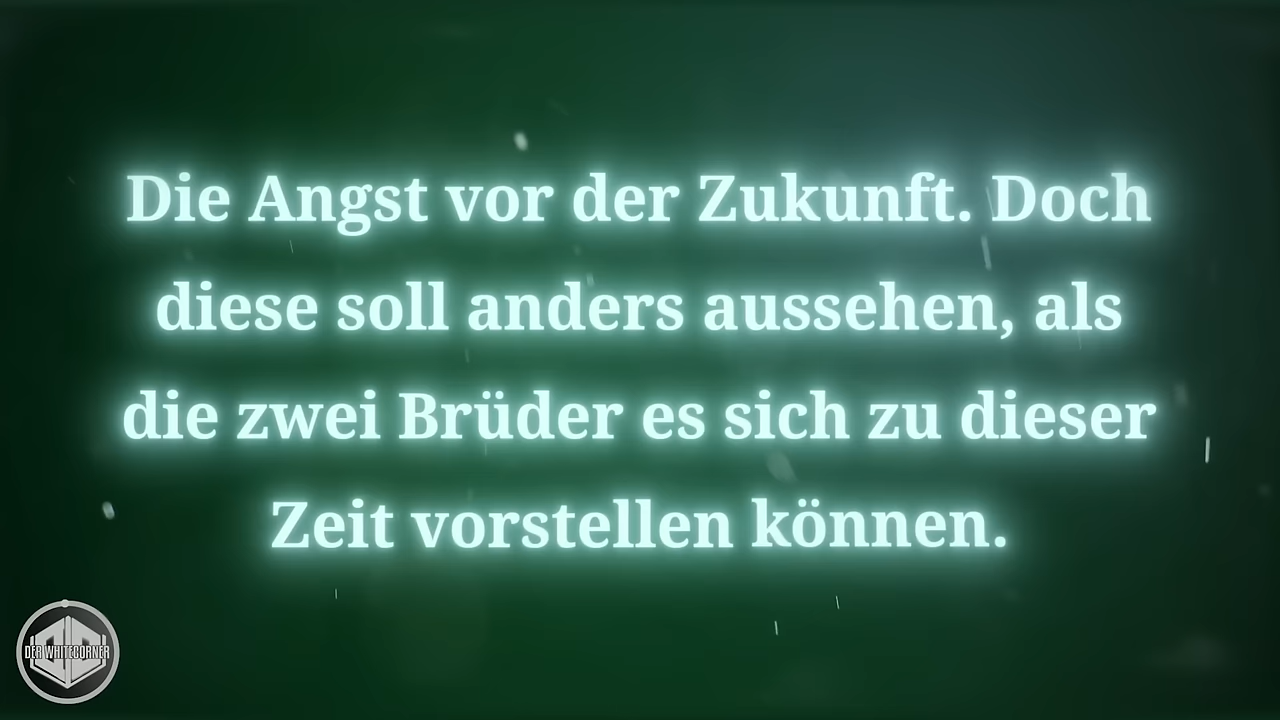 Die Angst vor der Zukunft. Doch
diese soll anders aussehen, als
die zwei Brüder es sich zu dieser
Zeit vorstellen können.
DER WHITECORNER